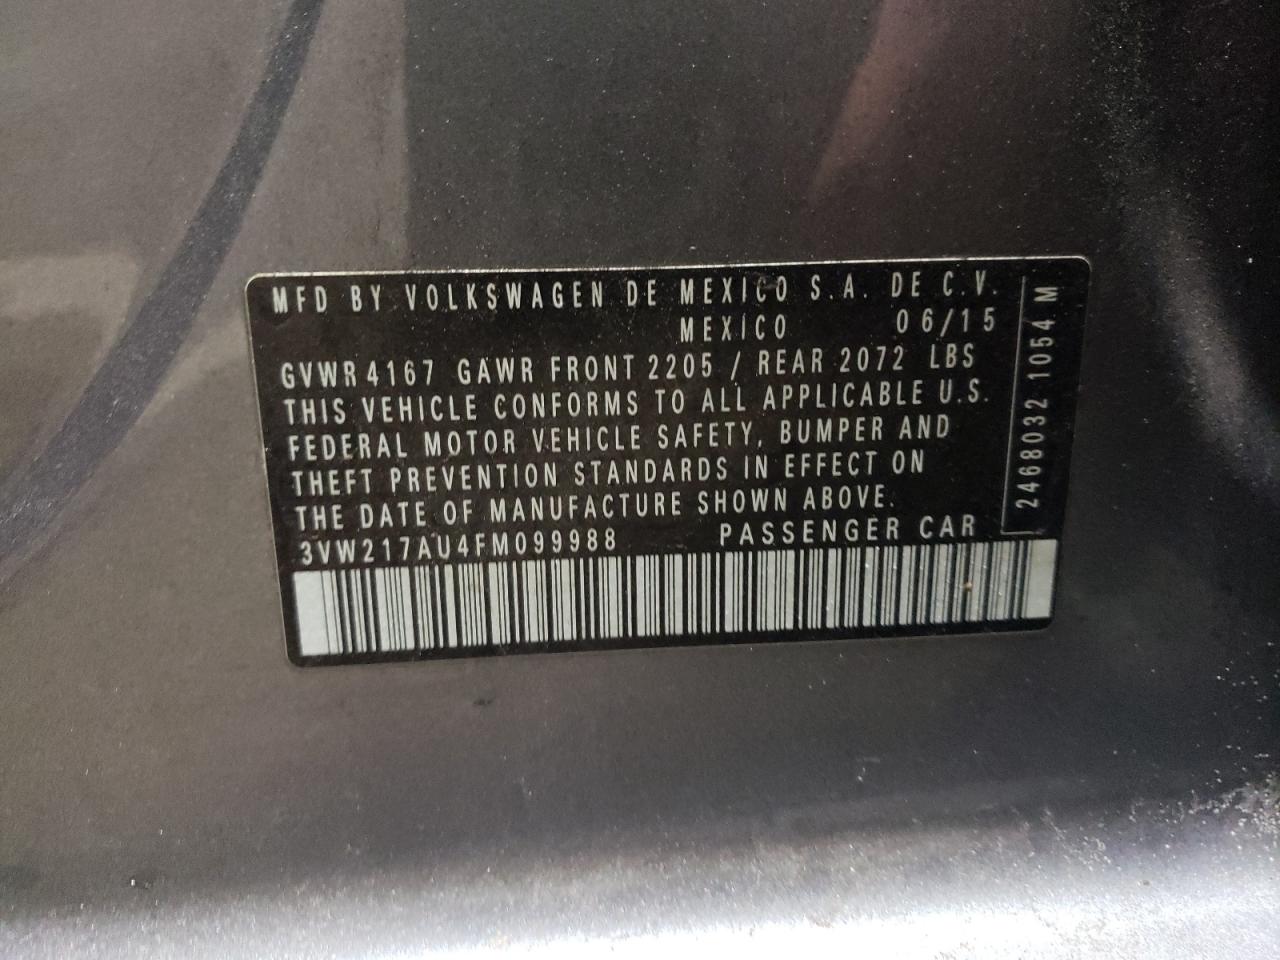 MFD BY VOLKSWAGEN DE MEXICO S.A. DE C.V.
MEXICO 06/15
GVWR 4167 GAWR FRONT 2205 / REAR 2072 LBS
THIS VEHICLE CONFORMS TO ALL APPLICABLE U.S.
FEDERAL MOTOR VEHICLE SAFETY, BUMPER AND
THEFT PREVENTION STANDARDS IN EFFECT ON
THE DATE OF MANUFACTURE SHOWN ABOVE.
3VW217AU4FM099988 PASSENGER CAR
2468032 1054 M